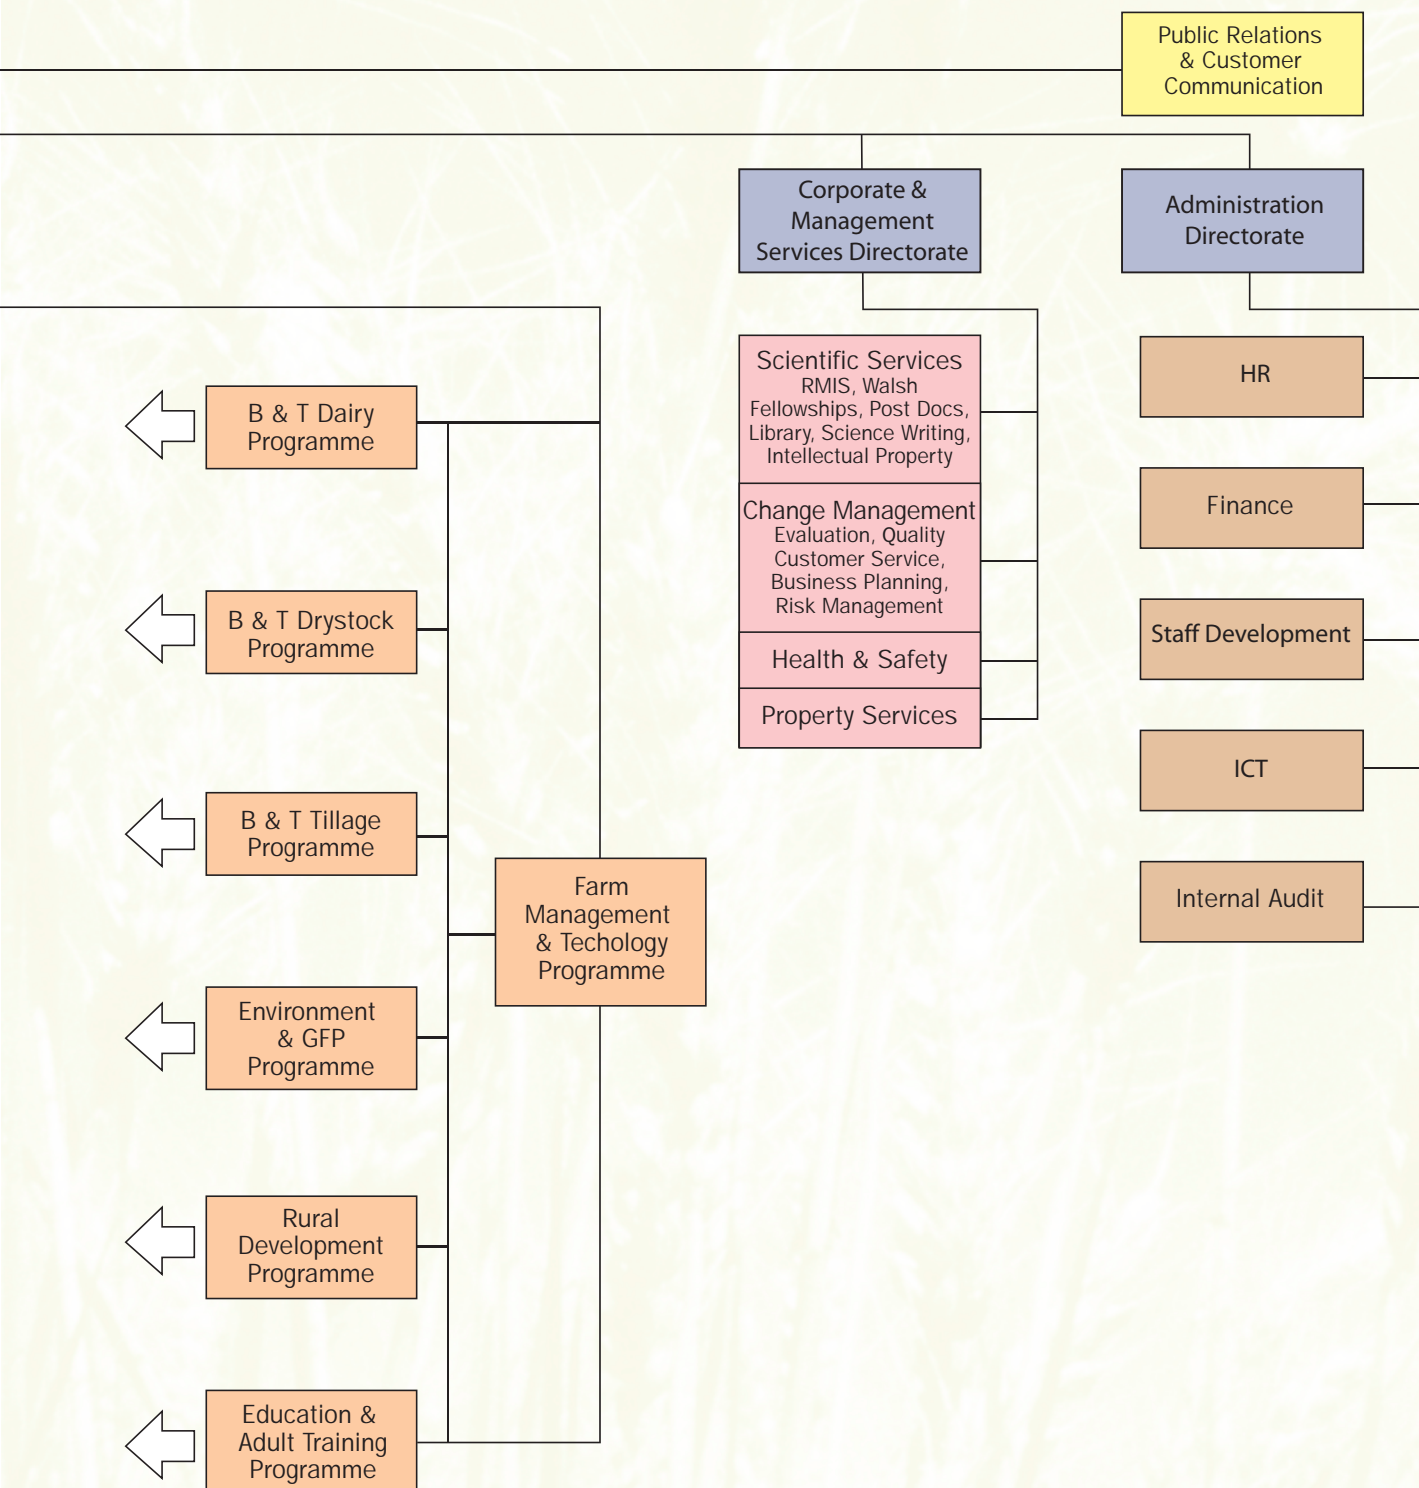 Public Relations
& Customer
Communication
Corporate &
Management
Services Directorate
Administration
Directorate
Scientific Services
RMIS, Walsh
Fellowships, Post Docs,
Library, Science Writing,
Intellectual Property
Change Management
Evaluation, Quality
Customer Service,
Business Planning,
Risk Management
Health & Safety
Property Services
HR
Finance
Staff Development
ICT
Internal Audit
B & T Dairy
Programme
B & T Drystock
Programme
B & T Tillage
Programme
Environment
& GFP
Programme
Rural
Development
Programme
Education &
Adult Training
Programme
Farm
Management
& Techology
Programme